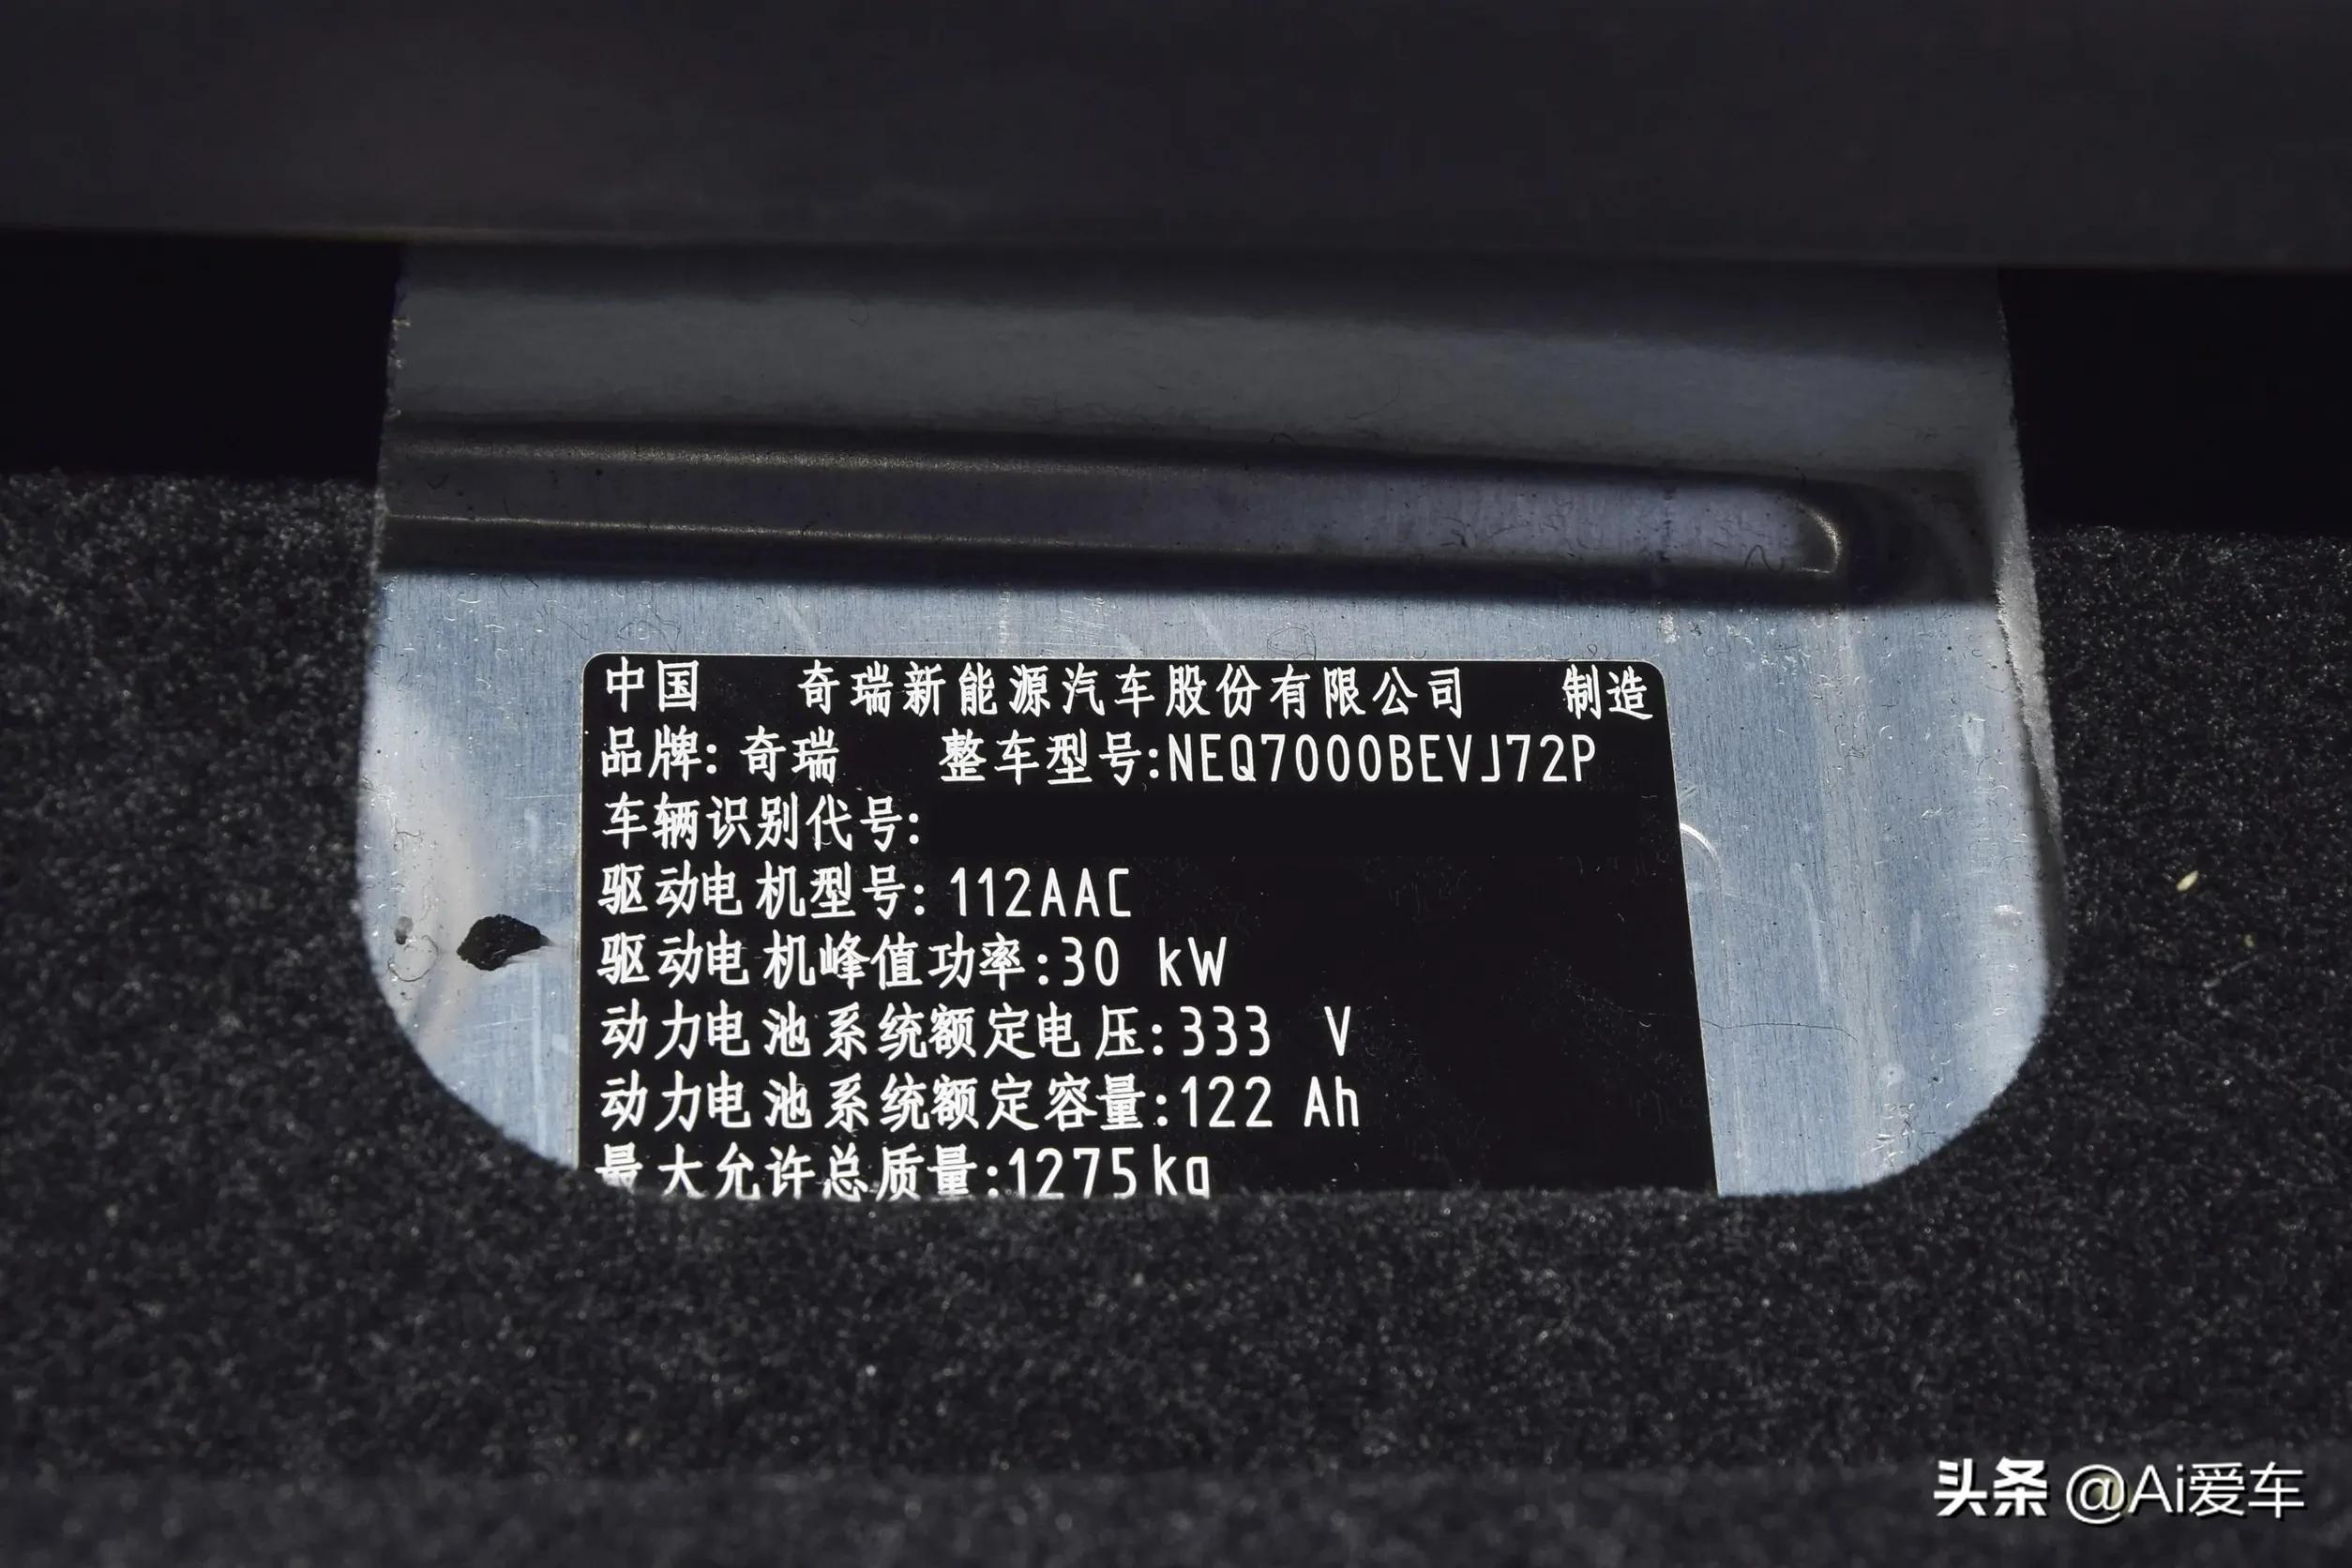 中国 奇瑞新能源汽车股份有限公司 制造
品牌: 奇瑞 整车型号:NEQ7000BEVJ72P
车辆识别代号:
驱动电机型号: 112AAC
驱动电机峰值功率:30 kW
动力电池系统额定电压:333 V
动力电池系统额定容量:122 Ah
最大允许总质量:1275kg
头条 @Ai爱车